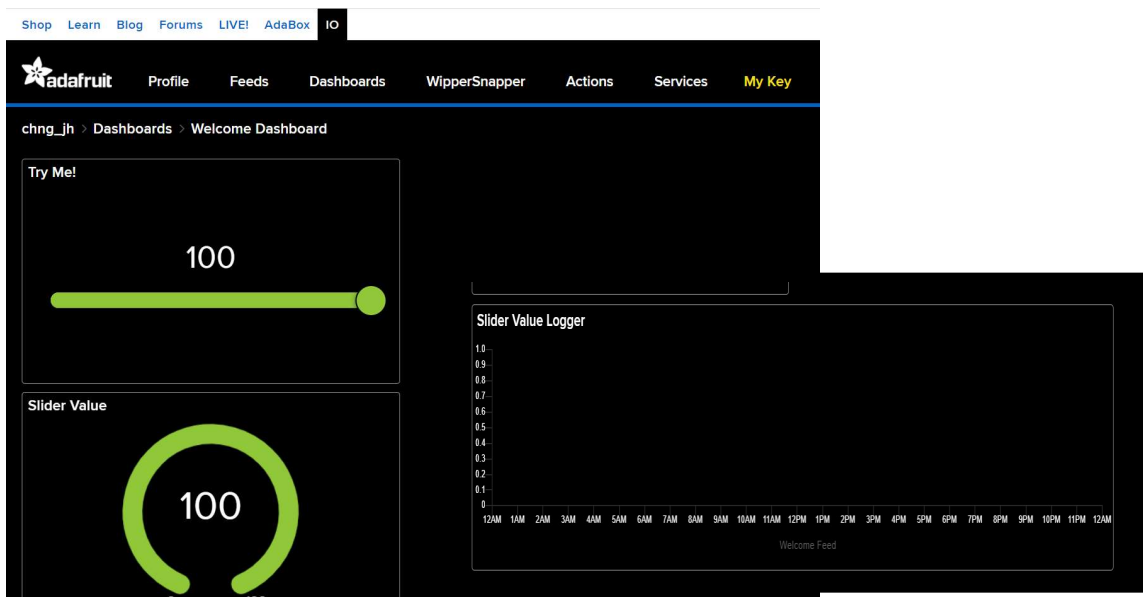 Shop Learn Blog Forums LIVE! AdaBox IO
adafruit Profile Feeds Dashboards WipperSnapper Actions Services My Key
chng_jh > Dashboards > Welcome Dashboard
Try Me!
100
Slider Value
100
Slider Value Logger
1.0
0.9
0.8
0.7
0.6
0.5
0.4
0.3
0.2
0.1
0
12AM 1AM 2AM 3AM 4AM 5AM 6AM 7AM 8AM 9AM 10AM 11AM 12PM 1PM 2PM 3PM 4PM 5PM 6PM 7PM 8PM 9PM 10PM 11PM 12AM
Welcome Feed